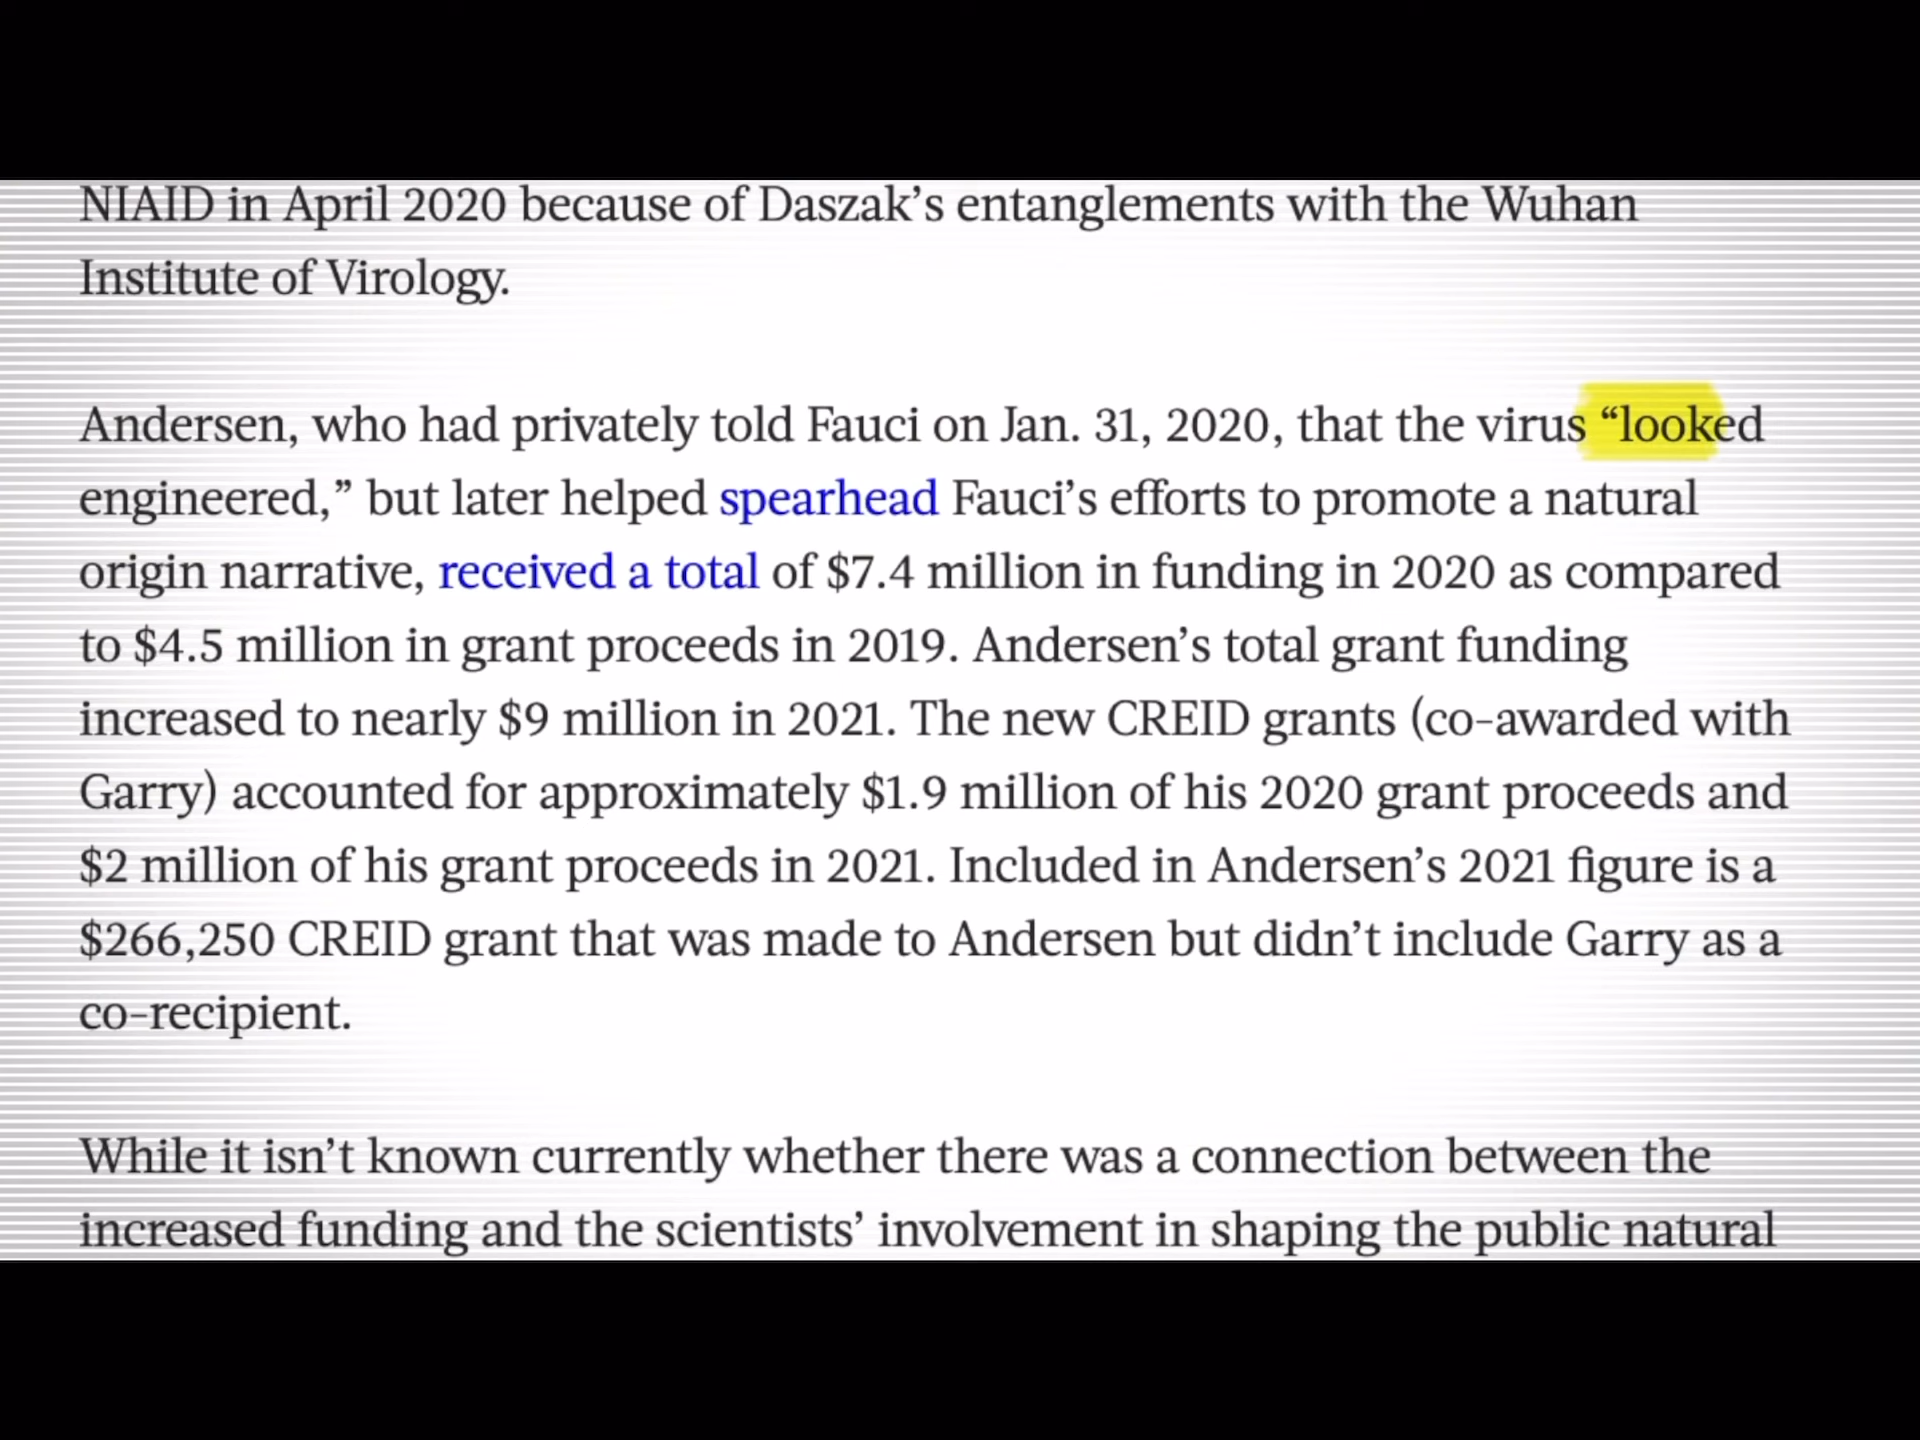 NIAID in April 2020 because of Daszak’s entanglements with the Wuhan
Institute of Virology.
Andersen, who had privately told Fauci on Jan. 31, 2020, that the virus “looked
engineered,” but later helped spearhead Fauci’s efforts to promote a natural
origin narrative, received a total of $7.4 million in funding in 2020 as compared
to $4.5 million in grant proceeds in 2019. Andersen’s total grant funding
increased to nearly $9 million in 2021. The new CREID grants (co-awarded with
Garry) accounted for approximately $1.9 million of his 2020 grant proceeds and
$2 million of his grant proceeds in 2021. Included in Andersen’s 2021 figure is a
$266,250 CREID grant that was made to Andersen but didn’t include Garry as a
co-recipient.
While it isn’t known currently whether there was a connection between the
increased funding and the scientists’ involvement in shaping the public natural